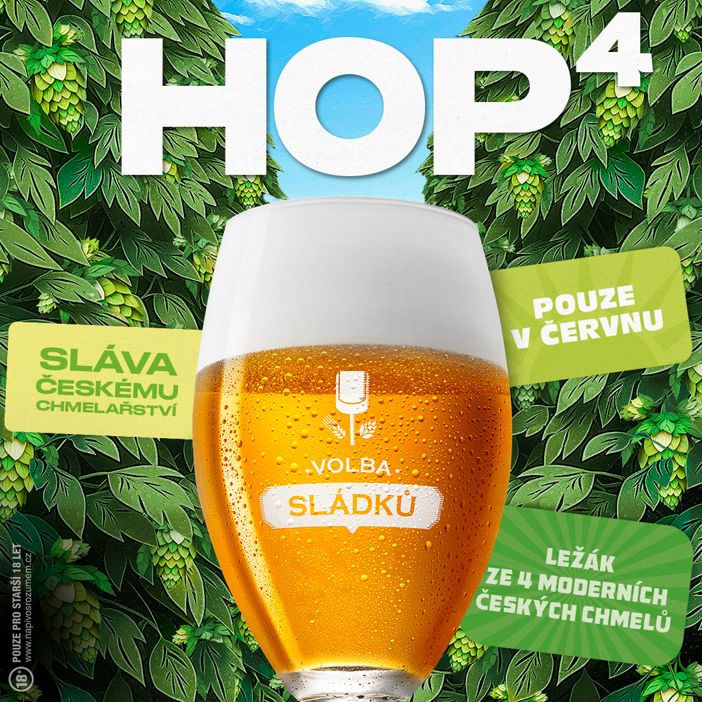 HOP⁴
SLÁVA
ČESKÉMU
CHMELAŘSTVÍ
POUZE
V ČERVNU
· VOLBA ·
SLÁDKŮ
LEŽÁK
ZE 4 MODERNÍCH
ČESKÝCH CHMELŮ
18+ POUZE PRO STARŠÍ 18 LET
www.napivosrozumem.cz